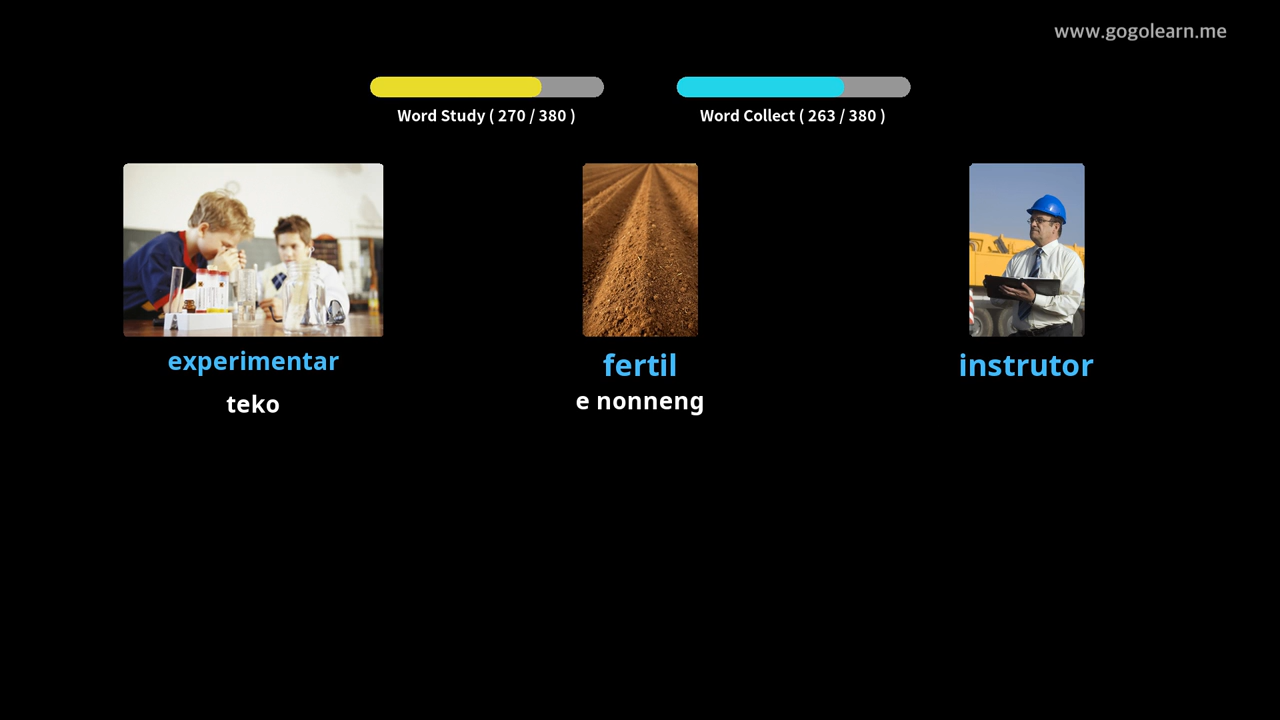 www.gogolearn.me
Word Study ( 270 / 380 )
Word Collect ( 263 / 380 )
experimentar
teko
fertil
e nonneng
instrutor